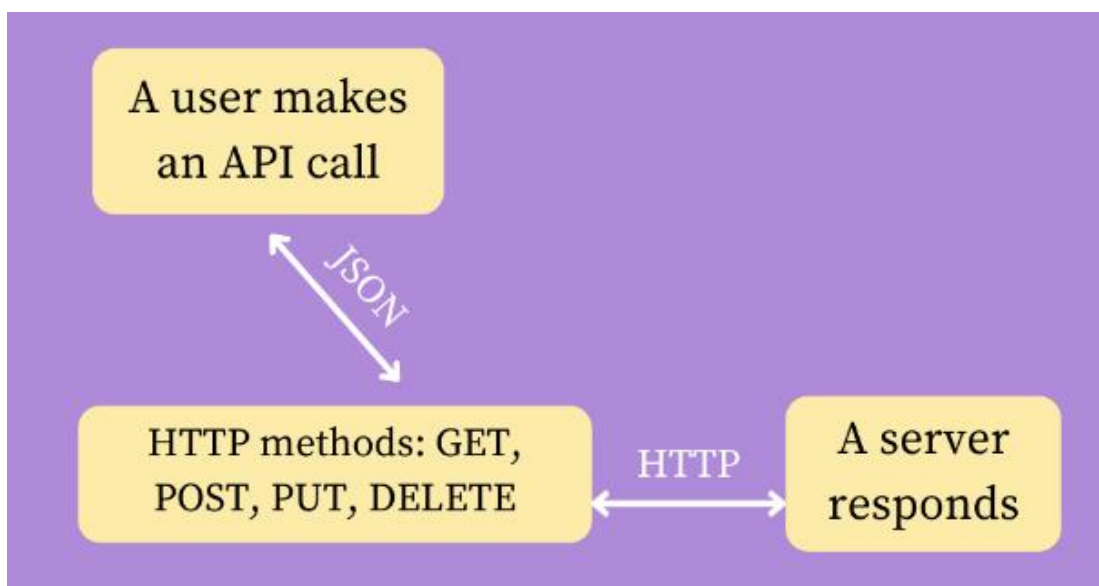 A user makes
an API call
JSON
HTTP methods: GET,
POST, PUT, DELETE
HTTP
A server
responds